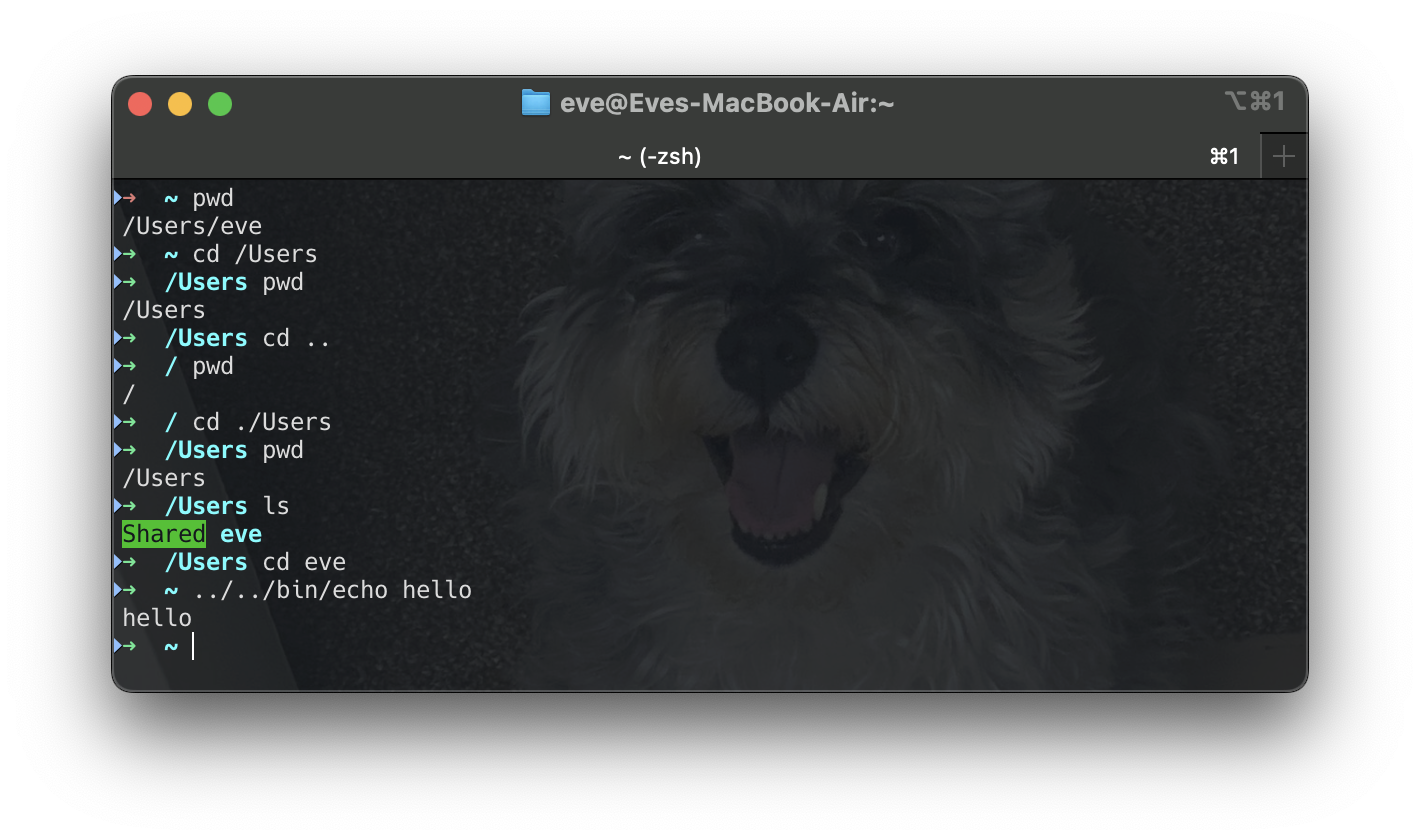 eve@Eves-MacBook-Air:~ ⌥⌘1
~ (-zsh) ⌘1 +
➜ ~ pwd
/Users/eve
➜ ~ cd /Users
➜ /Users pwd
/Users
➜ /Users cd ..
➜ / pwd
/
➜ / cd ./Users
➜ /Users pwd
/Users
➜ /Users ls
Shared eve
➜ /Users cd eve
➜ ~ ../../bin/echo hello
hello
➜ ~